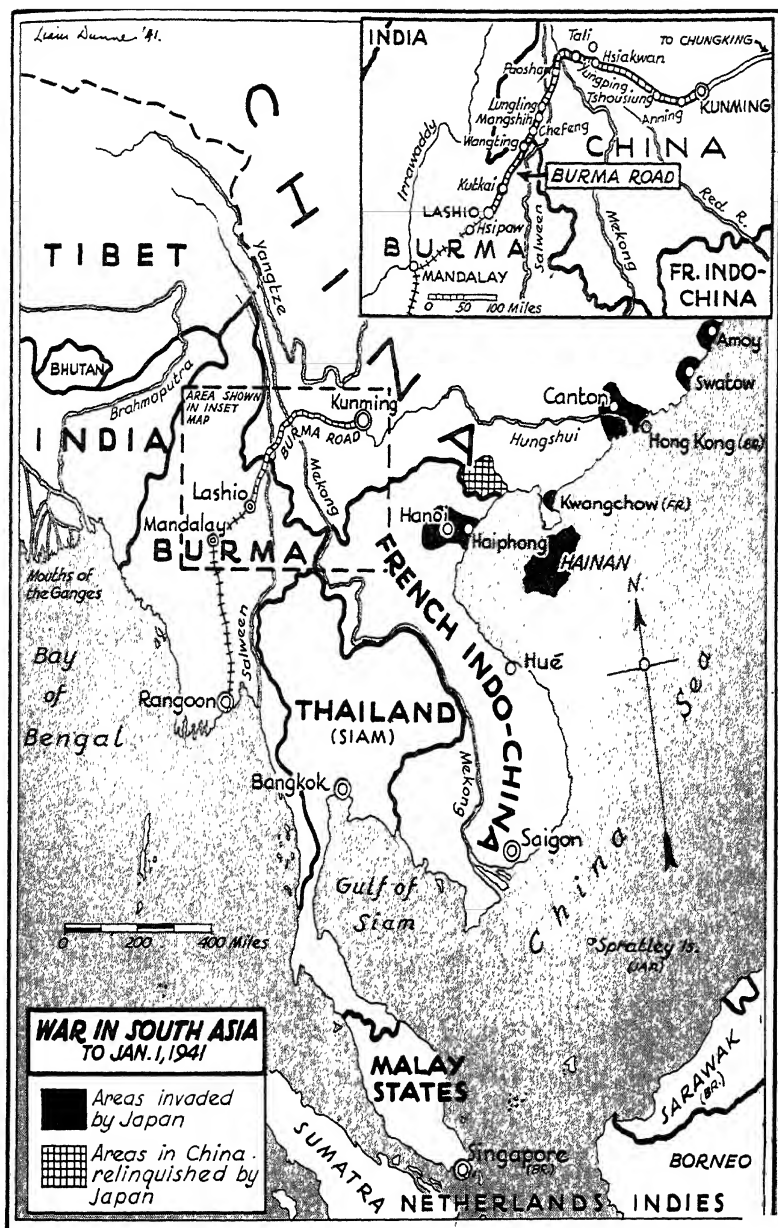 Liam Dunne '41.
INDIA
Tali
Hsiakwan
TO CHUNGKING
Paoshan
Yungping
Tshousiung
KUNMING
Lungling
Mangshih
Anning
Wangting
Chefeng
CHINA
Irrawaddy
BURMA ROAD
Kutkai
LASHIO
Hsipaw
BURMA
Salween
Mekong
Red R.
MANDALAY
FR. INDO-
CHINA
0 50 100 Miles
CHINA
TIBET
Yangtze
BHUTAN
Brahmaputra
AREA SHOWN
IN INSET
MAP
Kunming
BURMA ROAD
INDIA
Amoy
Swatow
Canton
Hungshui
Hong Kong (BR.)
Lashio
Mekong
Mandalay
BURMA
Hanoi
Haiphong
Kwangchow (FR.)
HAINAN
Mouths of
the Ganges
FRENCH INDO-CHINA
N
Salween
Hué
Bay
of
Bengal
Rangoon
THAILAND
(SIAM)
Mekong
Bangkok
Saigon
China Sea
Gulf of
Siam
0 200 400 Miles
Spratley Is.
(JAP.)
WAR IN SOUTH ASIA
TO JAN. 1, 1941
Areas invaded
by Japan
Areas in China
relinquished by
Japan
MALAY
STATES
SARAWAK
(BR.)
Singapore
(BR.)
BORNEO
SUMATRA
NETHERLANDS INDIES